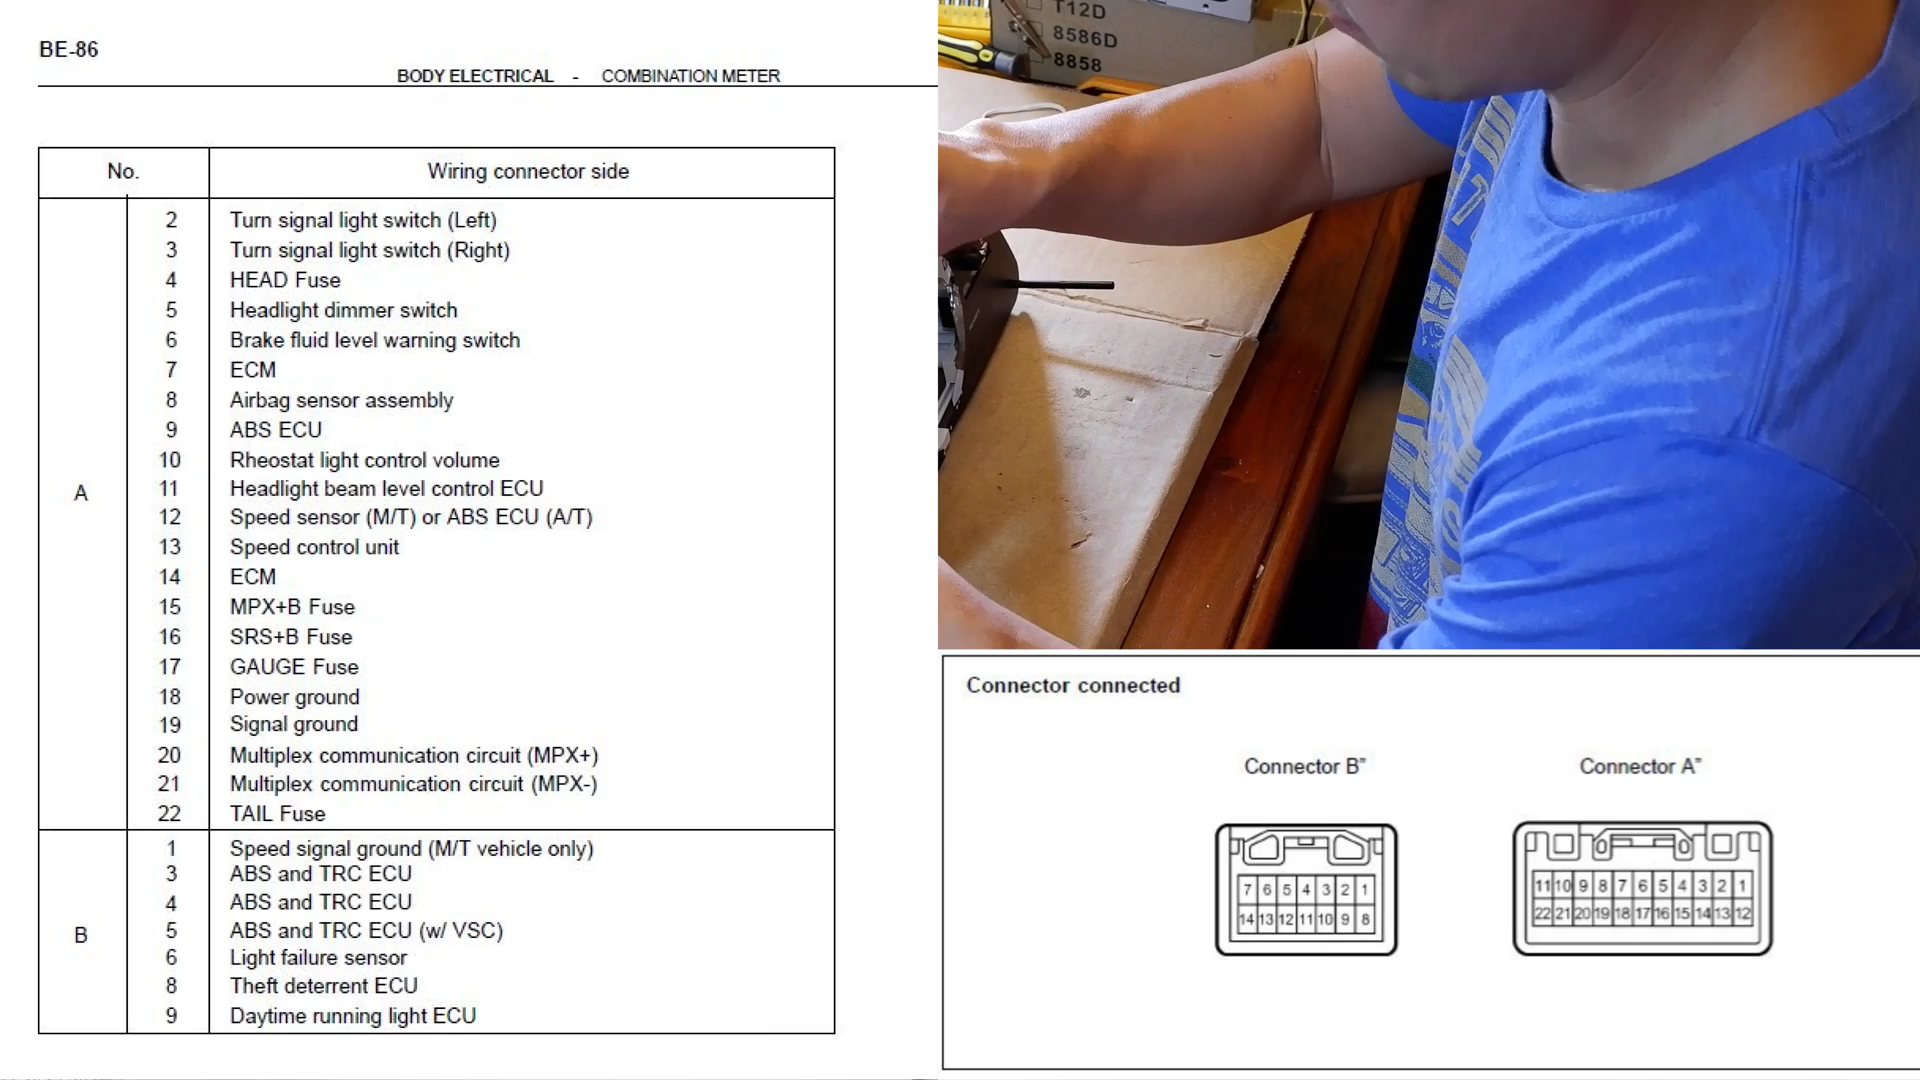 BE-86
BODY ELECTRICAL - COMBINATION METER
No. Wiring connector side
A
2 Turn signal light switch (Left)
3 Turn signal light switch (Right)
4 HEAD Fuse
5 Headlight dimmer switch
6 Brake fluid level warning switch
7 ECM
8 Airbag sensor assembly
9 ABS ECU
10 Rheostat light control volume
11 Headlight beam level control ECU
12 Speed sensor (M/T) or ABS ECU (A/T)
13 Speed control unit
14 ECM
15 MPX+B Fuse
16 SRS+B Fuse
17 GAUGE Fuse
18 Power ground
19 Signal ground
20 Multiplex communication circuit (MPX+)
21 Multiplex communication circuit (MPX-)
22 TAIL Fuse
B
1 Speed signal ground (M/T vehicle only)
3 ABS and TRC ECU
4 ABS and TRC ECU
5 ABS and TRC ECU (w/ VSC)
6 Light failure sensor
8 Theft deterrent ECU
9 Daytime running light ECU
T12D
8586D
8858
Connector connected
Connector B”
7 6 5 4 3 2 1
14 13 12 11 10 9 8
Connector A”
11 10 9 8 7 6 5 4 3 2 1
22 21 20 19 18 17 16 15 14 13 12